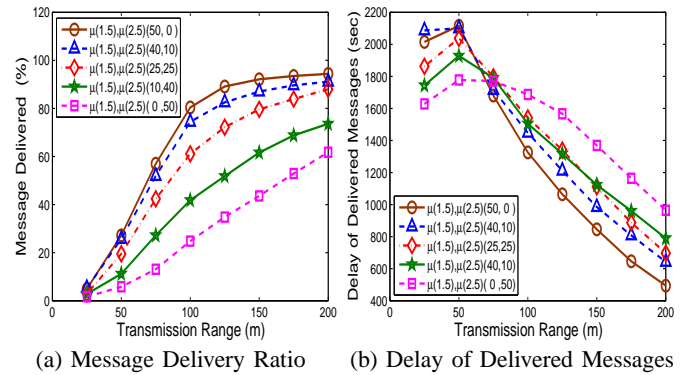 120
100
80
60
40
20
0
Message Delivered (%)
μ(1.5),μ(2.5)(50, 0 )
μ(1.5),μ(2.5)(40,10)
μ(1.5),μ(2.5)(25,25)
μ(1.5),μ(2.5)(10,40)
μ(1.5),μ(2.5)( 0 ,50)
0 50 100 150 200
Transmission Range (m)
(a) Message Delivery Ratio
2200
2000
1800
1600
1400
1200
1000
800
600
400
Delay of Delivered Messages (sec)
μ(1.5),μ(2.5)(50, 0 )
μ(1.5),μ(2.5)(40,10)
μ(1.5),μ(2.5)(25,25)
μ(1.5),μ(2.5)(40,10)
μ(1.5),μ(2.5)( 0 ,50)
0 50 100 150 200
Transmission Range (m)
(b) Delay of Delivered Messages